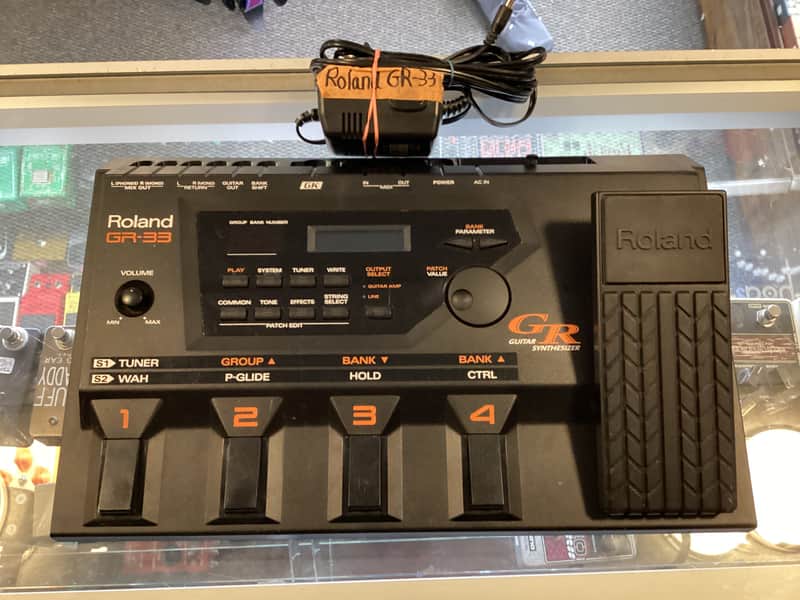 Roland GR-33
L (PHONES) R (MONO) L R (MONO) GUITAR BANK GK IN OUT POWER AC IN
MIX OUT RETURN OUT SHIFT MIDI
Roland
GR-33
GROUP BANK NUMBER
BANK
PARAMETER
Roland
VOLUME
MIN MAX
PLAY SYSTEM TUNER WRITE
OUTPUT
SELECT
GUITAR AMP
LINE
PATCH
VALUE
COMMON TONE EFFECTS STRING
SELECT
PATCH EDIT
GR
GUITAR
SYNTHESIZER
S1 TUNER GROUP ▲ BANK ▼ BANK ▲
S2 WAH P-GLIDE HOLD CTRL
1 2 3 4